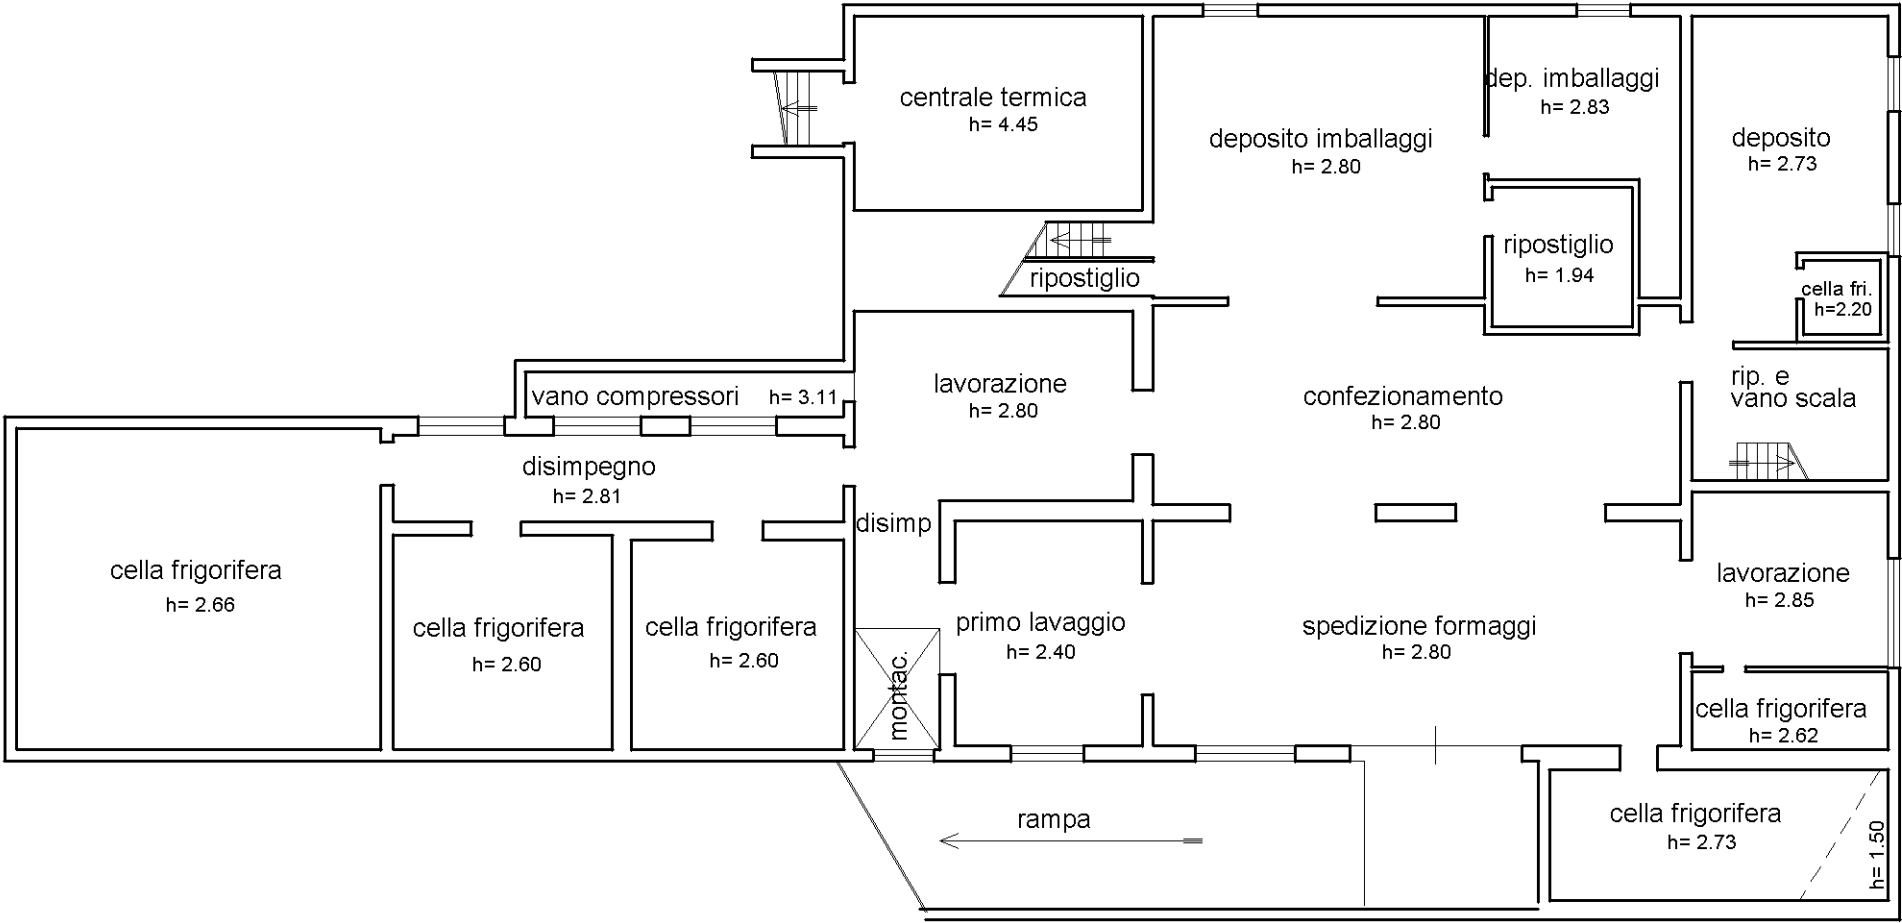 centrale termica
h= 4.45
deposito imballaggi
h= 2.80
dep. imballaggi
h= 2.83
deposito
h= 2.73
ripostiglio
h= 1.94
ripostiglio
cella fri.
h=2.20
vano compressori h= 3.11
lavorazione
h= 2.80
confezionamento
h= 2.80
rip. e
vano scala
disimpegno
h= 2.81
disimp
cella frigorifera
h= 2.66
cella frigorifera
h= 2.60
cella frigorifera
h= 2.60
montac.
primo lavaggio
h= 2.40
spedizione formaggi
h= 2.80
lavorazione
h= 2.85
cella frigorifera
h= 2.62
rampa
cella frigorifera
h= 2.73
h= 1.50